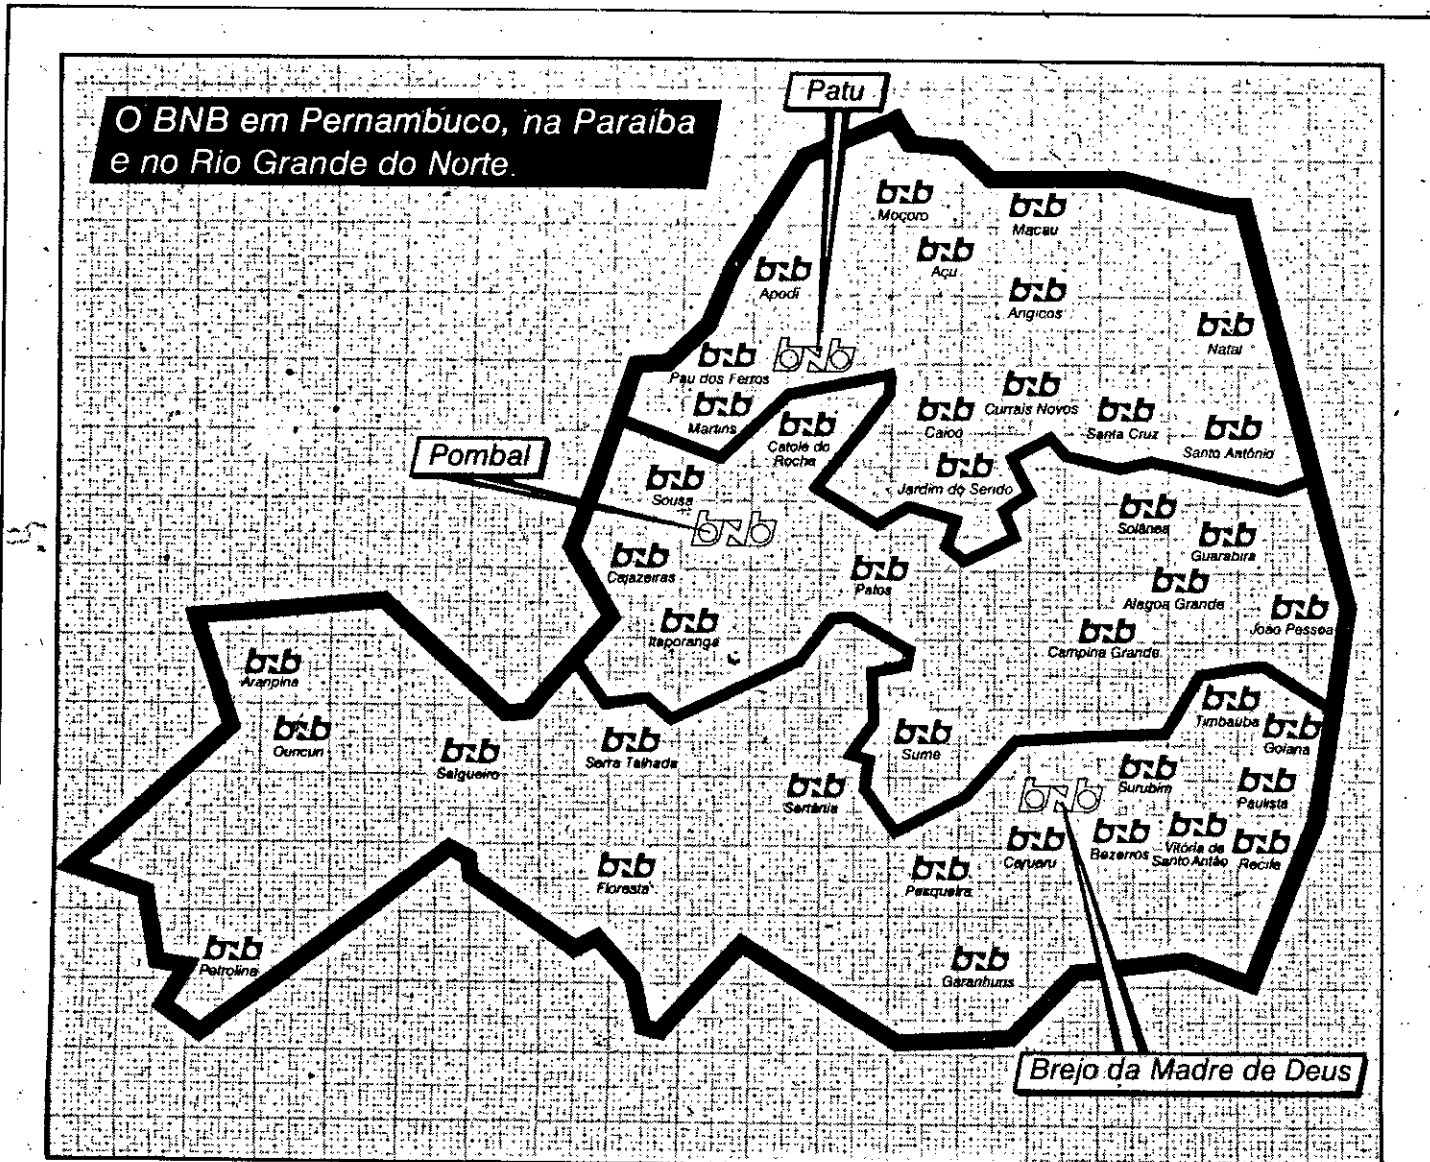 Patu
O BNB em Pernambuco, na Paraíba
e no Rio Grande do Norte.
bnb
Moçoro
bnb
Macau
bnb
Açu
bnb
Apodi
bnb
Angicos
bnb
Natal
bnb
Pau dos Ferros
bnb
bnb
Martins
bnb
Catole do
Rocha
bnb
Caico
bnb
Currais Novos
bnb
Santa Cruz
bnb
Santo Antônio
Pombal
bnb
Sousa
bnb
Jardim do Serido
bnb
bnb
Solânea
bnb
Guarabira
bnb
Cajazeiras
bnb
Patos
bnb
Alagoa Grande
bnb
João Pessoa
bnb
Itaporanga
bnb
Campina Grande
bnb
Araripina
bnb
Ouricuri
bnb
Salgueiro
bnb
Serra Talhada
bnb
Sume
bnb
Timbaúba
bnb
Goiana
bnb
Sertânia
bnb
bnb
Surubim
bnb
Paulista
bnb
Floresta
bnb
Pesqueira
bnb
Caruaru
bnb
Bezerros
bnb
Vitória de
Santo Antão
bnb
Recife
bnb
Petrolina
bnb
Garanhuns
Brejo da Madre de Deus